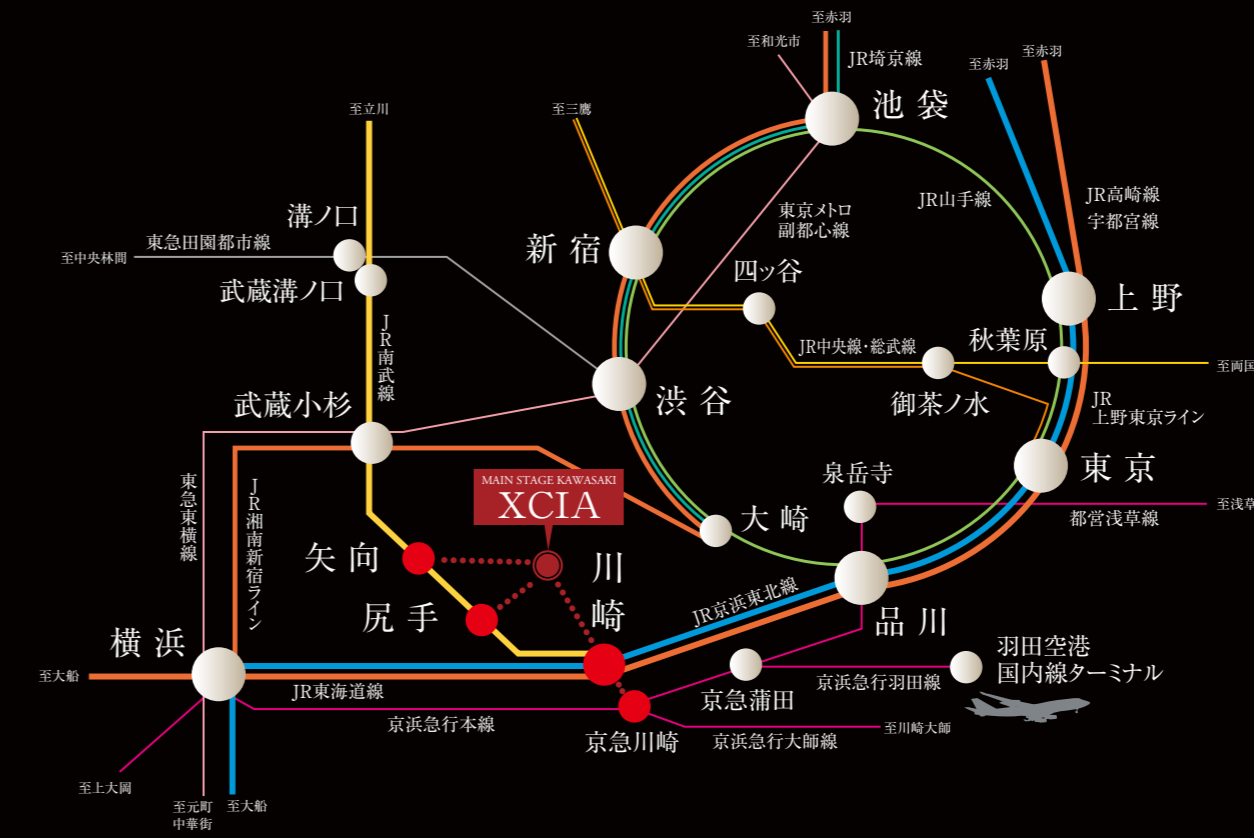 至赤羽
至和光市
JR埼京線
至赤羽
至赤羽
池袋
至立川
至三鷹
JR山手線
JR高崎線
宇都宮線
溝ノ口
東急田園都市線
至中央林間
武蔵溝ノ口
新宿
東京メトロ
副都心線
四ッ谷
上野
JR南武線
JR中央線・総武線
秋葉原
至両国
武蔵小杉
渋谷
御茶ノ水
JR
上野東京ライン
東京
泉岳寺
MAIN STAGE KAWASAKI
XCIA
大崎
至浅草
都営浅草線
東急東横線
JR湘南新宿ライン
矢向
川崎
尻手
JR京浜東北線
品川
横浜
羽田空港
国内線ターミナル
至大船
JR東海道線
京急蒲田
京浜急行羽田線
京浜急行本線
京急川崎
京浜急行大師線
至川崎大師
至上大岡
至元町
中華街
至大船